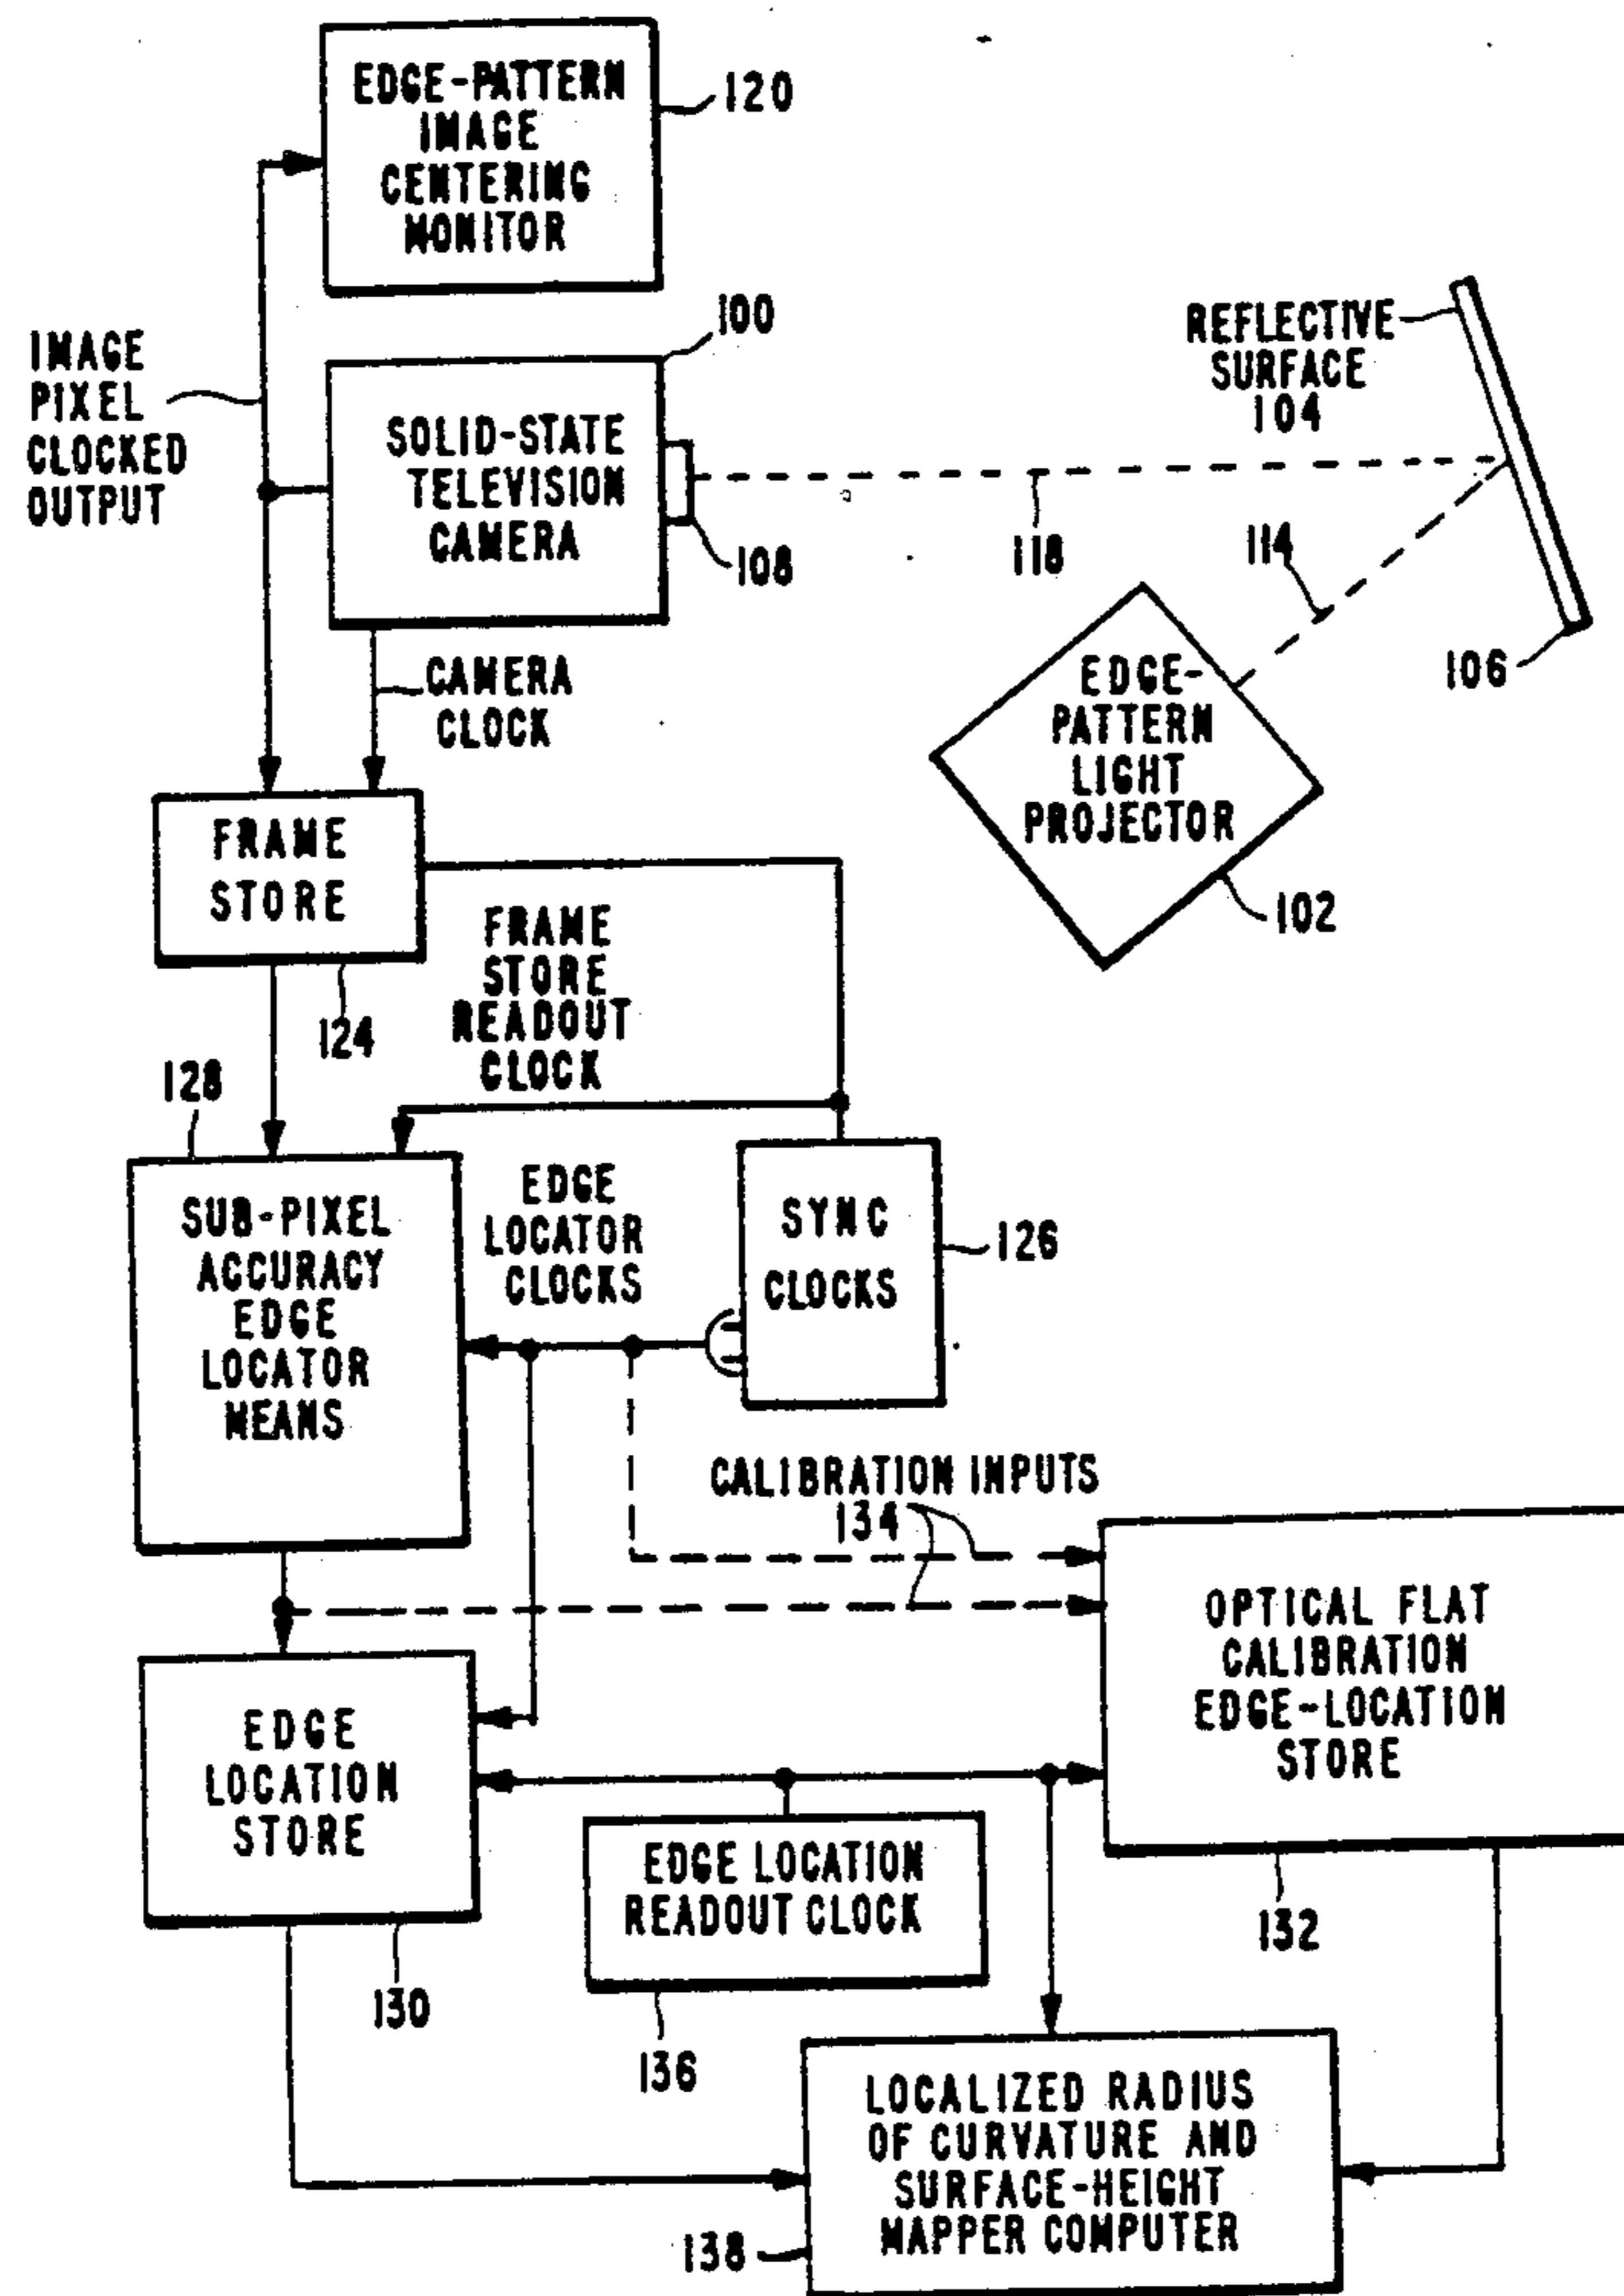 EDGE-PATTERN
IMAGE
CENTERING
MONITOR
120
IMAGE
PIXEL
CLOCKED
OUTPUT
100
SOLID-STATE
TELEVISION
CAMERA
108
REFLECTIVE
SURFACE
104
118
114
106
CAMERA
CLOCK
EDGE-
PATTERN
LIGHT
PROJECTOR
102
FRAME
STORE
124
FRAME
STORE
READOUT
CLOCK
128
SUB-PIXEL
ACCURACY
EDGE
LOCATOR
MEANS
EDGE
LOCATOR
CLOCKS
SYNC
CLOCKS
126
CALIBRATION INPUTS
134
OPTICAL FLAT
CALIBRATION
EDGE-LOCATION
STORE
132
EDGE
LOCATION
STORE
130
EDGE LOCATION
READOUT CLOCK
136
LOCALIZED RADIUS
OF CURVATURE AND
SURFACE-HEIGHT
MAPPER COMPUTER
138